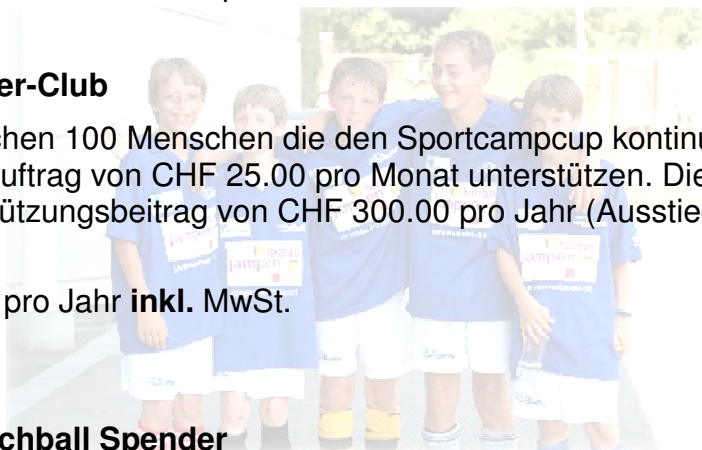 er-Club
chen 100 Menschen die den Sportcampcup kontinu
uftrag von CHF 25.00 pro Monat unterstützen. Die
ützungsbeitrag von CHF 300.00 pro Jahr (Ausstie
pro Jahr inkl. MwSt.
chball Spender